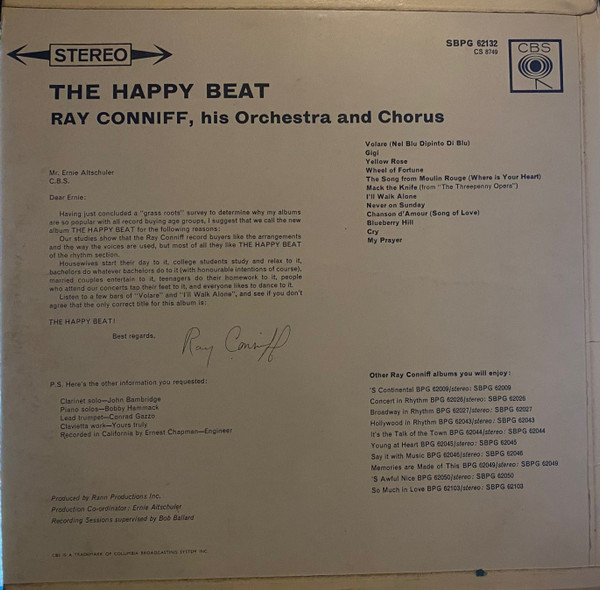 STEREO
SBPG 62132
CS 8749
CBS
THE HAPPY BEAT
RAY CONNIFF, his Orchestra and Chorus
Volare (Nel Blu Dipinto Di Blu)
Gigi
Yellow Rose
Wheel of Fortune
The Song from Moulin Rouge (Where is Your Heart)
Mack the Knife (from "The Threepenny Opera")
I'll Walk Alone
Never on Sunday
Chanson d'Amour (Song of Love)
Blueberry Hill
Cry
My Prayer
Mr. Ernie Altschuler
C.B.S.
Dear Ernie:
Having just concluded a "grass roots" survey to determine why my albums
are so popular with all record buying age groups, I suggest that we call the new
album THE HAPPY BEAT for the following reasons:
Our studies show that the Ray Conniff record buyers like the arrangements
and the way the voices are used, but most of all they like THE HAPPY BEAT
of the rhythm section.
Housewives start their day to it, college students study and relax to it,
bachelors do whatever bachelors do to it (with honourable intentions of course),
married couples entertain to it, teenagers do their homework to it, people
who attend our concerts tap their feet to it, and everyone likes to dance to it.
Listen to a few bars of "Volare" and "I'll Walk Alone", and see if you don't
agree that the only correct title for this album is:
THE HAPPY BEAT!
Best regards,
Ray Conniff
P.S. Here's the other information you requested:
Clarinet solo—John Bambridge
Piano solos—Bobby Hammack
Lead trumpet—Conrad Gozzo
Clavietta work—Yours truly
Recorded in California by Ernest Chapman—Engineer
Other Ray Conniff albums you will enjoy:
'S Continental BPG 62009/stereo: SBPG 62009
Concert in Rhythm BPG 62026/stereo: SBPG 62026
Broadway in Rhythm BPG 62027/stereo: SBPG 62027
Hollywood in Rhythm BPG 62043/stereo: SBPG 62043
It's the Talk of the Town BPG 62044/stereo: SBPG 62044
Young at Heart BPG 62045/stereo: SBPG 62045
Say it with Music BPG 62046/stereo: SBPG 62046
Memories are Made of This BPG 62049/stereo: SBPG 62049
'S Awful Nice BPG 62050/stereo: SBPG 62050
So Much in Love BPG 62103/stereo: SBPG 62103
Produced by Rann Productions Inc.
Production Co-ordinator: Ernie Altschuler
Recording Sessions supervised by Bob Ballard
CBS IS A TRADEMARK OF COLUMBIA BROADCASTING SYSTEM INC.